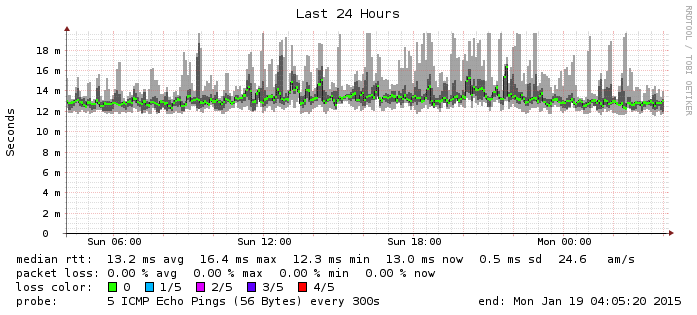 Last 24 Hours
RRDTOOL / TOBI OETIKER
Seconds
18 m
16 m
14 m
12 m
10 m
8 m
6 m
4 m
2 m
0
Sun 06:00 Sun 12:00 Sun 18:00 Mon 00:00
median rtt: 13.2 ms avg 16.4 ms max 12.3 ms min 13.0 ms now 0.5 ms sd 24.6 am/s
packet loss: 0.00 % avg 0.00 % max 0.00 % min 0.00 % now
loss color: 0 1/5 2/5 3/5 4/5
probe: 5 ICMP Echo Pings (56 Bytes) every 300s end: Mon Jan 19 04:05:20 2015